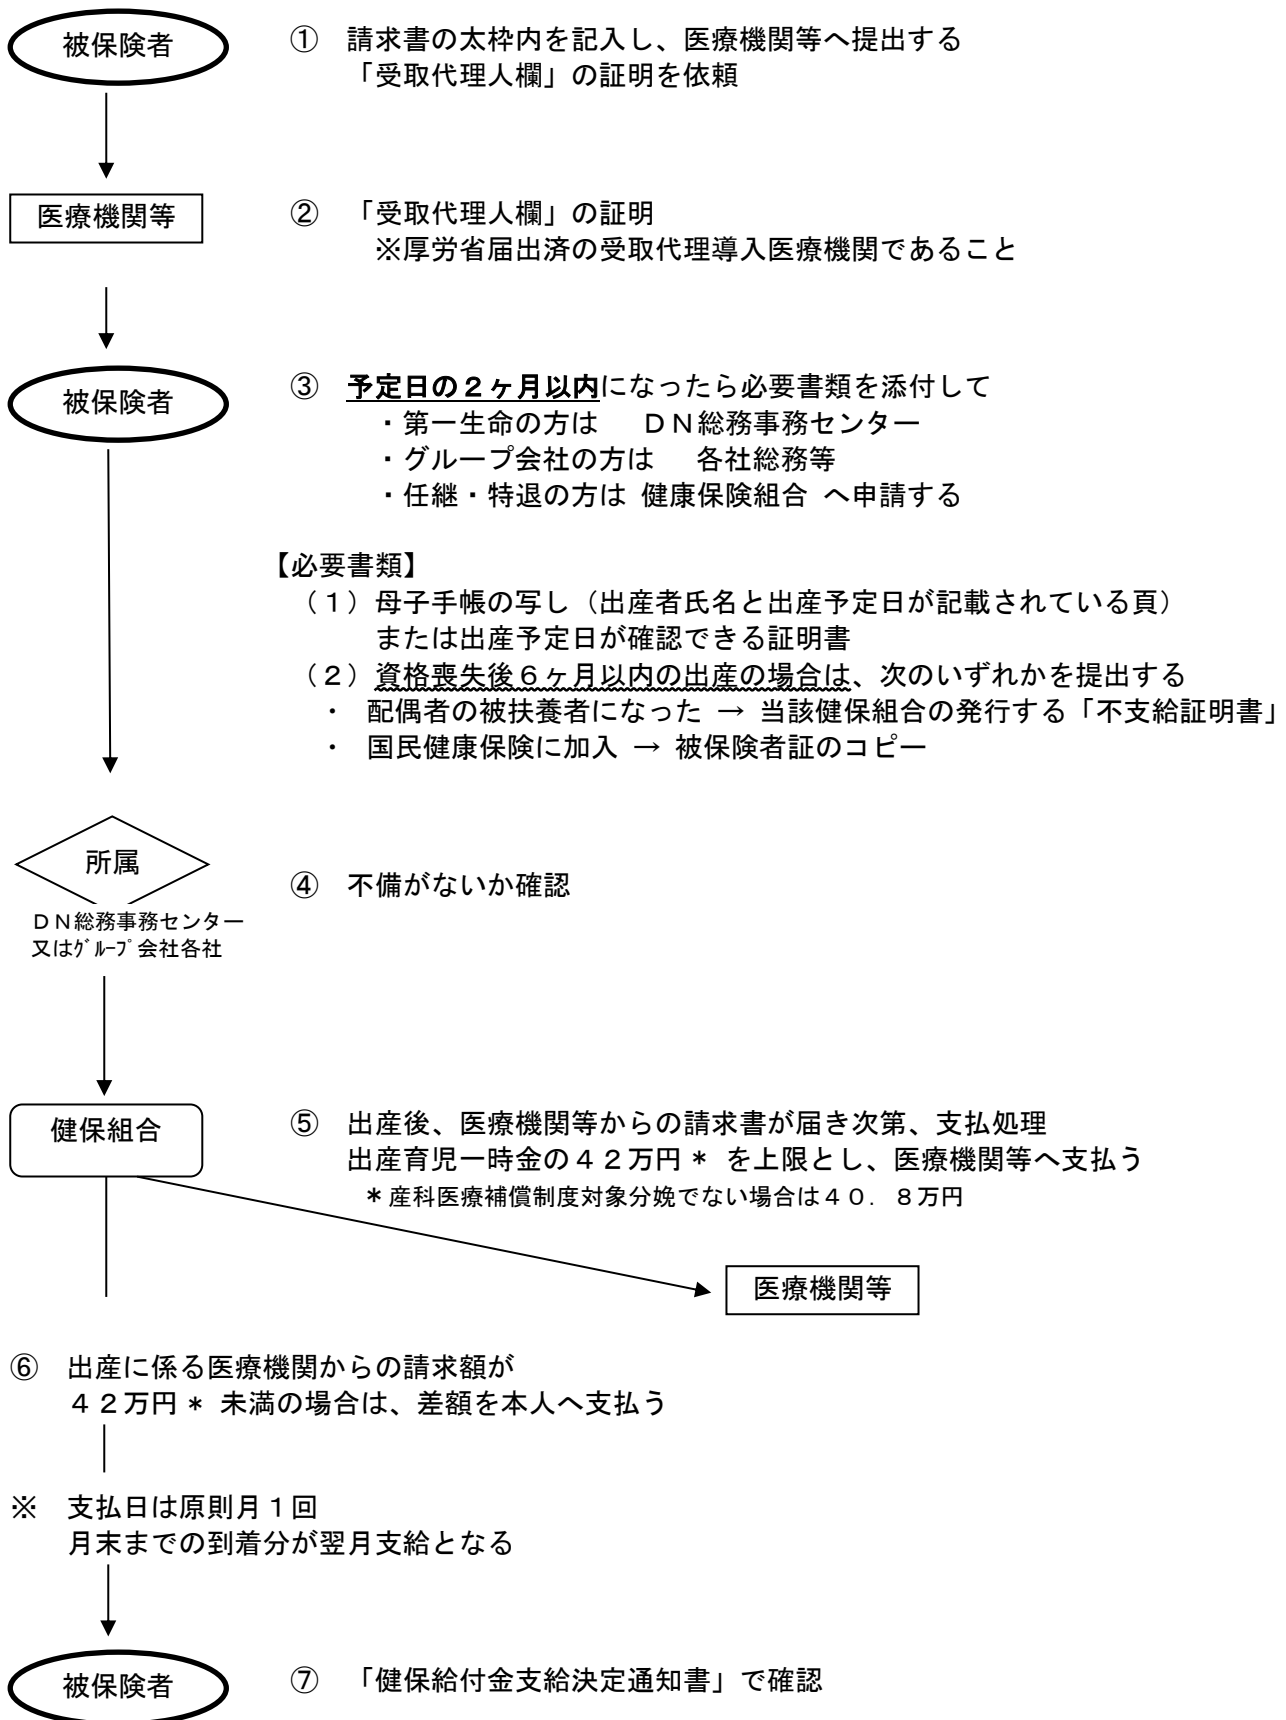 被保険者
①　請求書の太枠内を記入し、医療機関等へ提出する
「受取代理人欄」の証明を依頼
医療機関等
②　「受取代理人欄」の証明
※厚労省届出済の受取代理導入医療機関であること
被保険者
③　予定日の２ヶ月以内になったら必要書類を添付して
・第一生命の方は　ＤＮ総務事務センター
・グループ会社の方は　各社総務等
・任継・特退の方は 健康保険組合 へ申請する
【必要書類】
（１）母子手帳の写し（出産者氏名と出産予定日が記載されている頁）
または出産予定日が確認できる証明書
（２）資格喪失後６ヶ月以内の出産の場合は、次のいずれかを提出する
・　配偶者の被扶養者になった → 当該健保組合の発行する「不支給証明書」
・　国民健康保険に加入 → 被保険者証のコピー
所属
④　不備がないか確認
ＤＮ総務事務センター
又はｸﾞﾙｰﾌﾟ会社各社
健保組合
⑤　出産後、医療機関等からの請求書が届き次第、支払処理
出産育児一時金の４２万円＊ を上限とし、医療機関等へ支払う
＊産科医療補償制度対象分娩でない場合は４０．８万円
医療機関等
⑥　出産に係る医療機関からの請求額が
４２万円＊ 未満の場合は、差額を本人へ支払う
※　支払日は原則月１回
月末までの到着分が翌月支給となる
被保険者
⑦　「健保給付金支給決定通知書」で確認